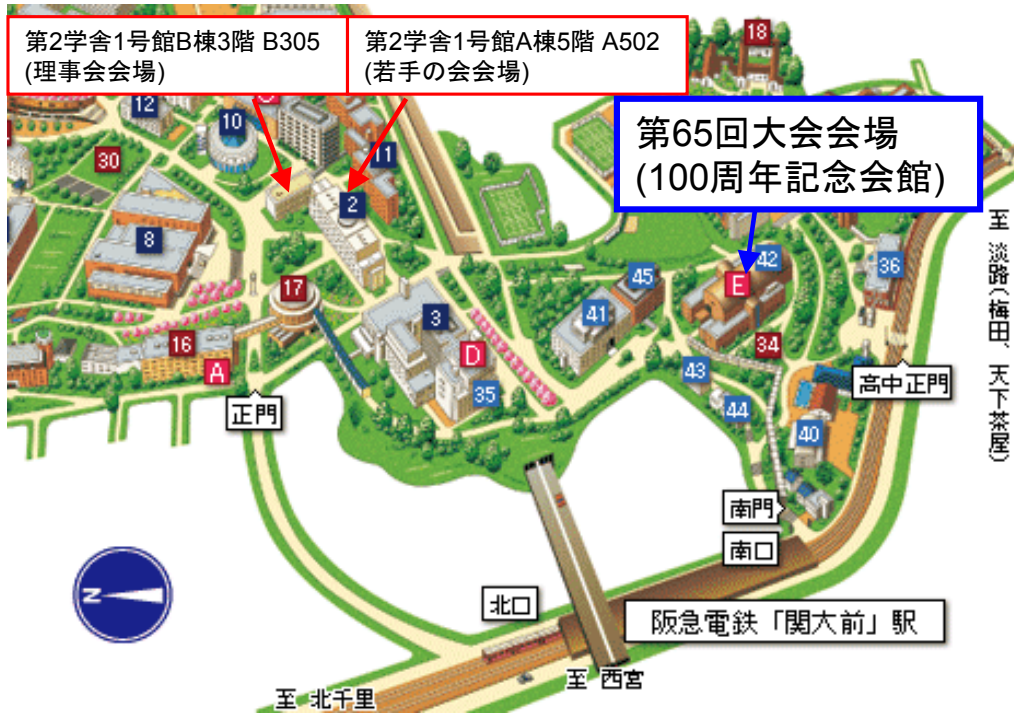 第2学舎1号館B棟3階 B305
(理事会会場)
第2学舎1号館A棟5階 A502
(若手の会会場)
第65回大会会場
(100周年記念会館)
18
12
10
11
30
2
8
17
16
A
正門
3
D
35
41
45
E
42
36
34
43
44
40
高中正門
至 淡路(梅田、天下茶屋)
南門
南口
N
北口
阪急電鉄「関大前」駅
至 西宮
至 北千里